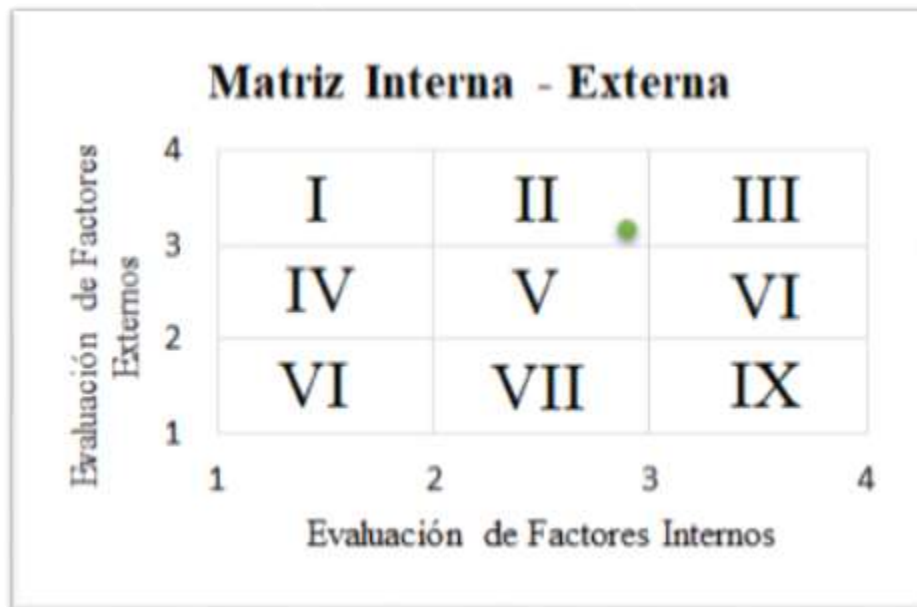 Matriz Interna - Externa
Evaluación de Factores
Externos
4
I II III
3
IV V VI
2
VI VII IX
1
1 2 3 4
Evaluación de Factores Internos